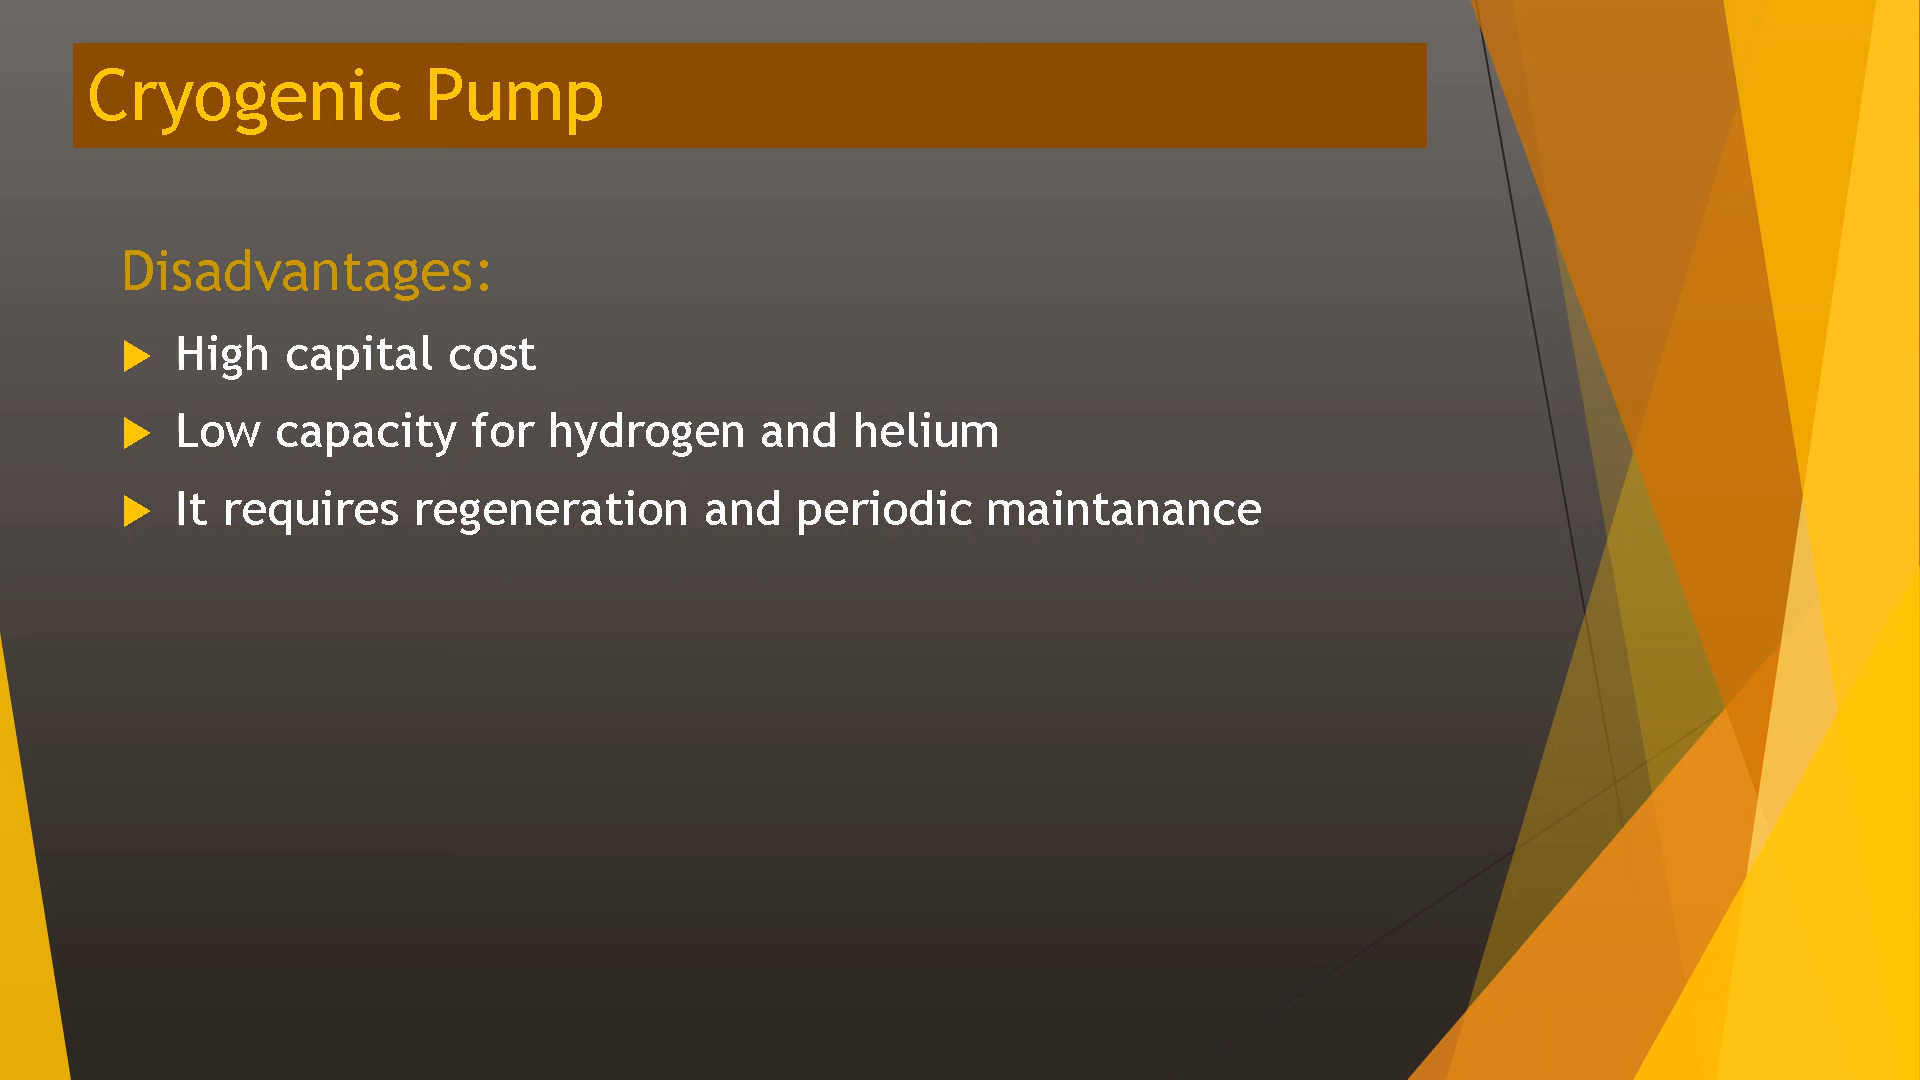 Cryogenic Pump
Disadvantages:
High capital cost
Low capacity for hydrogen and helium
It requires regeneration and periodic maintanance